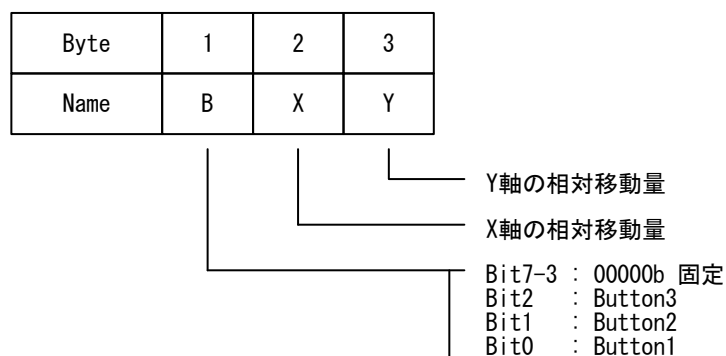 Byte 1 2 3
Name B X Y
Y軸の相対移動量
X軸の相対移動量
Bit7-3 : 00000b 固定
Bit2 : Button3
Bit1 : Button2
Bit0 : Button1